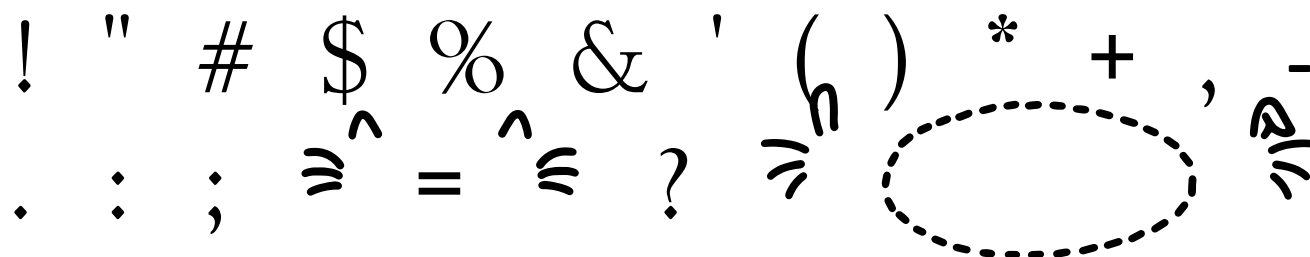 ! " # $ % & ' ( ) * + , -
. : ; = ?